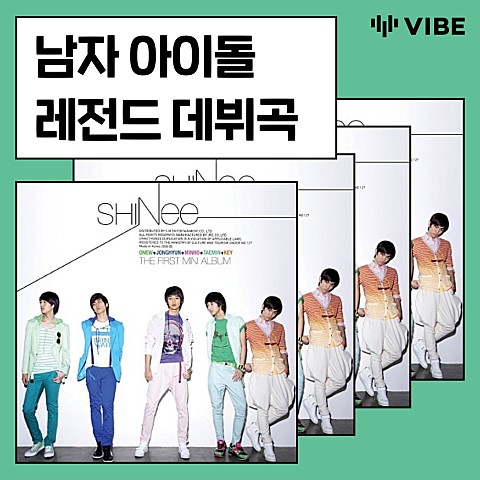 VIBE
남자 아이돌
레전드 데뷔곡
SHINee
ONEW★JONGHYUN★MINHO★TAEMIN★KEY
THE FIRST MINI ALBUM